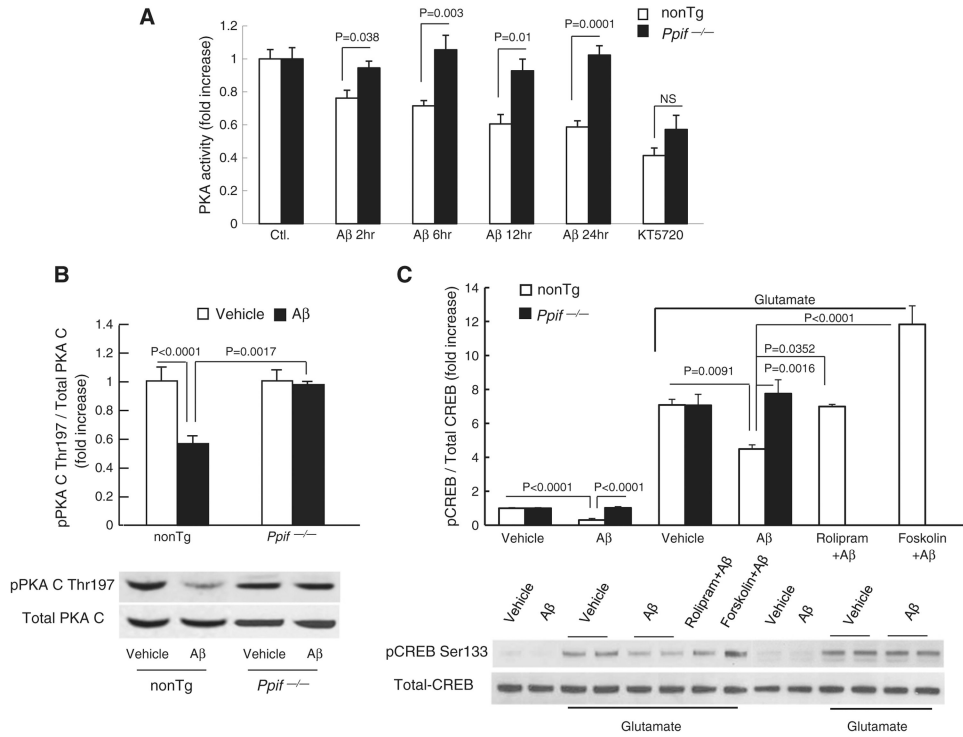 A
PKA activity (fold increase)
1.2
1
0.8
0.6
0.4
0.2
0
P=0.038
P=0.003
P=0.01
P=0.0001
NS
nonTg
Ppif –/–
Ctl.
Aβ 2hr
Aβ 6hr
Aβ 12hr
Aβ 24hr
KT5720
B
pPKA C Thr197 / Total PKA C
(fold increase)
Vehicle
Aβ
1.4
1.2
1.0
0.8
0.6
0.4
0.2
0
P<0.0001
P=0.0017
nonTg
Ppif –/–
pPKA C Thr197
Total PKA C
Vehicle Aβ Vehicle Aβ
nonTg
Ppif –/–
C
pCREB / Total CREB (fold increase)
14
12
10
8
6
4
2
0
nonTg
Ppif –/–
Glutamate
P<0.0001
P=0.0352
P=0.0091
P=0.0016
P<0.0001
P<0.0001
Vehicle
Aβ
Vehicle
Aβ
Rolipram
+Aβ
Foskolin
+Aβ
Vehicle
Aβ
Vehicle
Aβ
Rolipram+Aβ
Forskolin+Aβ
Vehicle
Aβ
Vehicle
Aβ
pCREB Ser133
Total-CREB
Glutamate
Glutamate